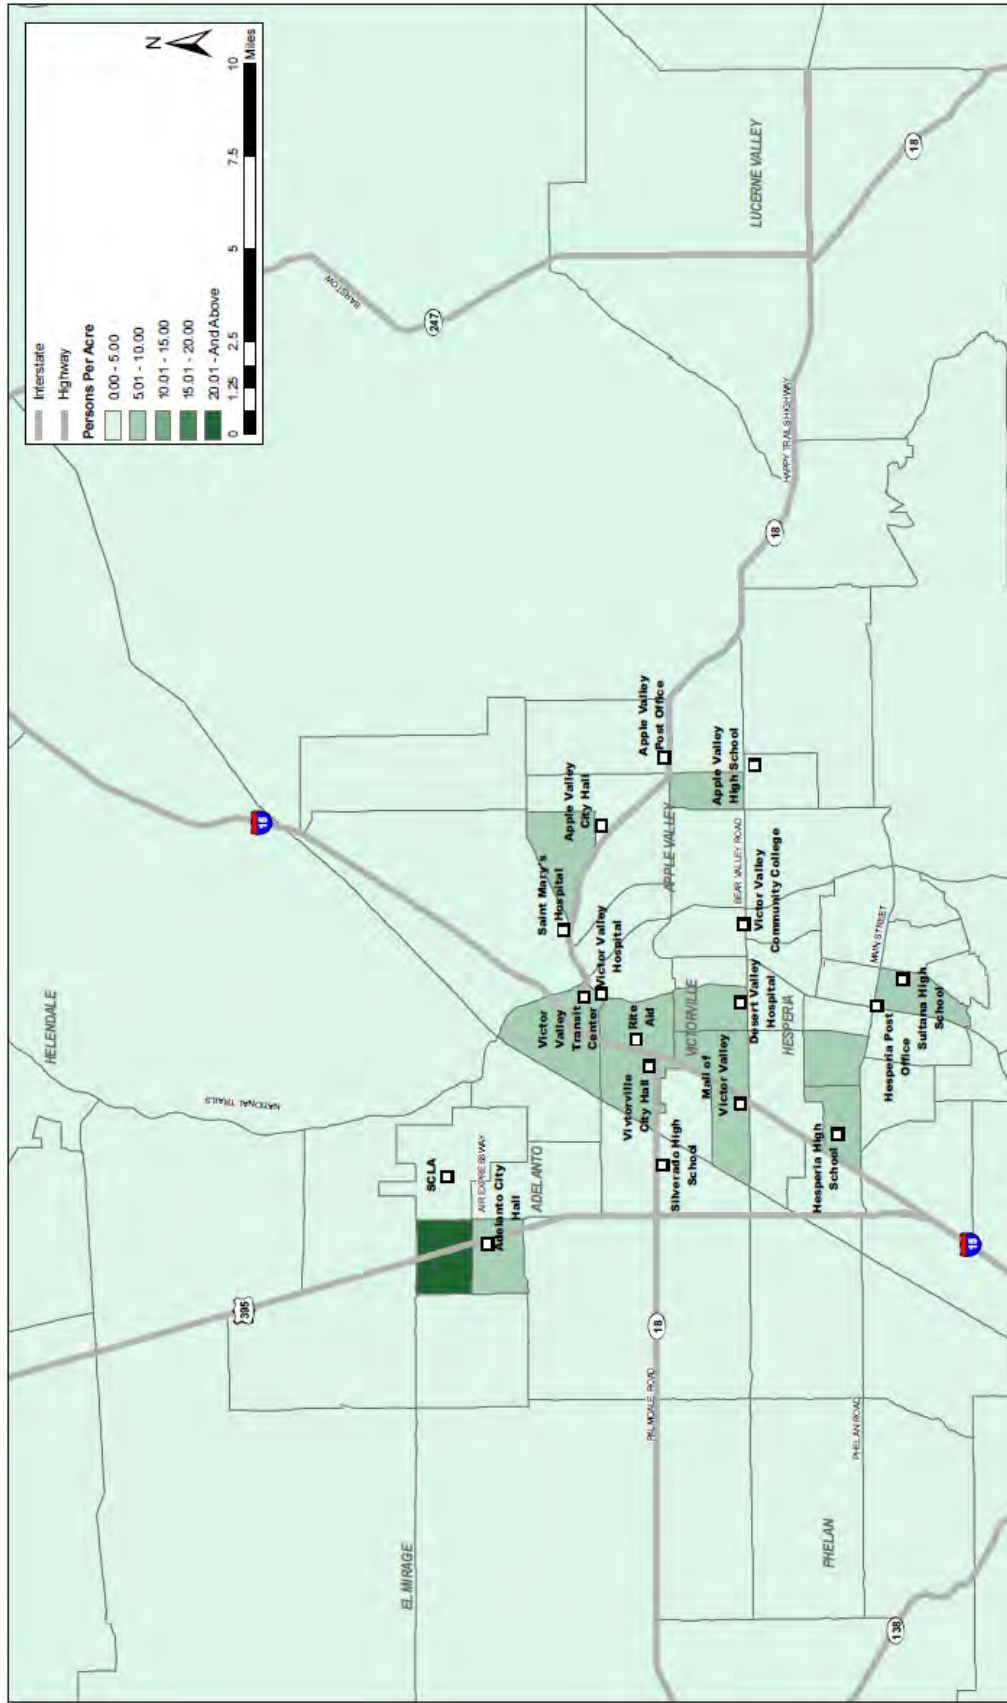 Interstate
Highway
Persons Per Acre
0.00 - 5.00
5.01 - 10.00
10.01 - 15.00
15.01 - 20.00
20.01 - And Above
N
0 1.25 2.5 5 7.5 10
Miles
HELENDALE
NATIONAL TRAILS
15
BARSTOW
247
LUCERNE VALLEY
18
HAPPY TRAILS HIGHWAY
18
395
EL MIRAGE
SCLA
AIR EXPRESSWAY
Adelanto City
Hall
ADELANTO
Victor
Valley
Transit
Center
Saint Mary's
Hospital
Victor Valley
Hospital
Apple Valley
City Hall
Apple Valley
Post Office
APPLE VALLEY
Apple Valley
High School
Rite
Aid
Vivtorville
City Hall
VICTORVILLE
Mall of
Victor Valley
Silverado High
School
18
PALMDALE ROAD
BEAR VALLEY ROAD
Victor Valley
Community College
Desert Valley
Hospital
HESPERIA
Hesperia High
School
MAIN STREET
Hesperia Post
Office
Sultana High
School
PHELAN ROAD
PHELAN
138
15